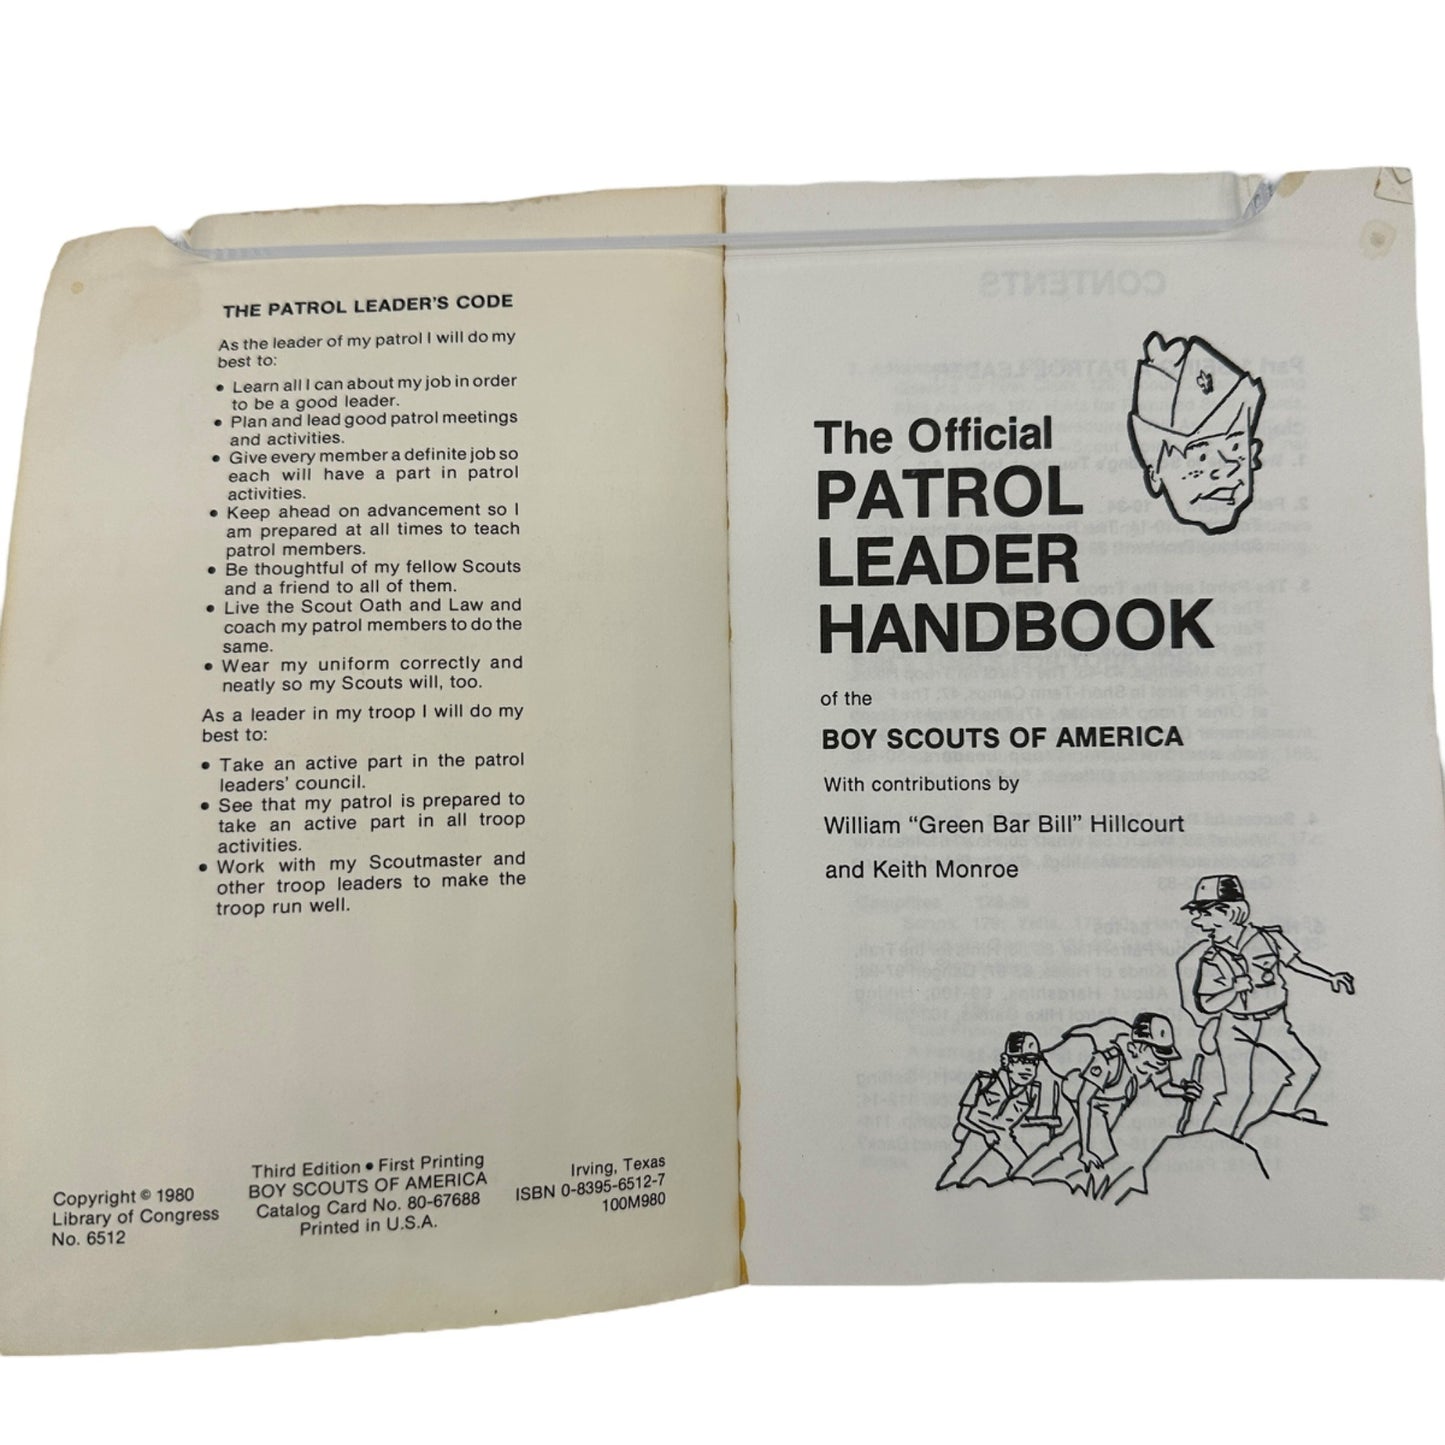 THE PATROL LEADER'S CODE
As the leader of my patrol I will do my
best to:
• Learn all I can about my job in order
to be a good leader.
• Plan and lead good patrol meetings
and activities.
• Give every member a definite job so
each will have a part in patrol
activities.
• Keep ahead on advancement so I
am prepared at all times to teach
patrol members.
• Be thoughtful of my fellow Scouts
and a friend to all of them.
• Live the Scout Oath and Law and
coach my patrol members to do the
same.
• Wear my uniform correctly and
neatly so my Scouts will, too.
As a leader in my troop I will do my
best to:
• Take an active part in the patrol
leaders' council.
• See that my patrol is prepared to
take an active part in all troop
activities.
• Work with my Scoutmaster and
other troop leaders to make the
troop run well.
Copyright © 1980
Library of Congress
No. 6512
Third Edition • First Printing
BOY SCOUTS OF AMERICA
Catalog Card No. 80-67688
Printed in U.S.A.
Irving, Texas
ISBN 0-8395-6512-7
100M980
The Official
PATROL
LEADER
HANDBOOK
of the
BOY SCOUTS OF AMERICA
With contributions by
William “Green Bar Bill” Hillcourt
and Keith Monroe
CONTENTS